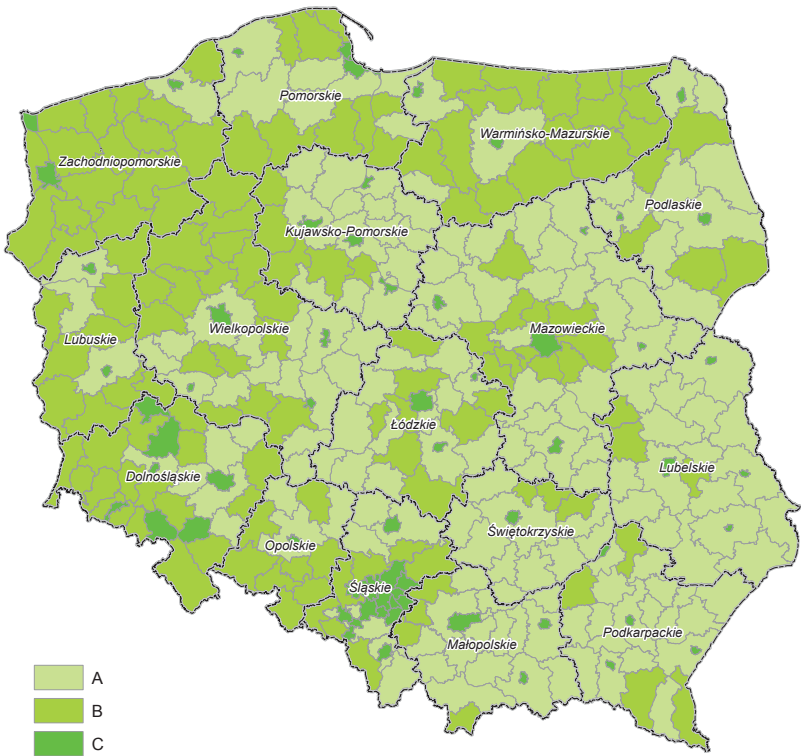 Pomorskie
Warmińsko-Mazurskie
Zachodniopomorskie
Podlaskie
Kujawsko-Pomorskie
Wielkopolskie
Mazowieckie
Lubuskie
Łódzkie
Lubelskie
Dolnośląskie
Świętokrzyskie
Opolskie
Śląskie
Podkarpackie
Małopolskie
A
B
C